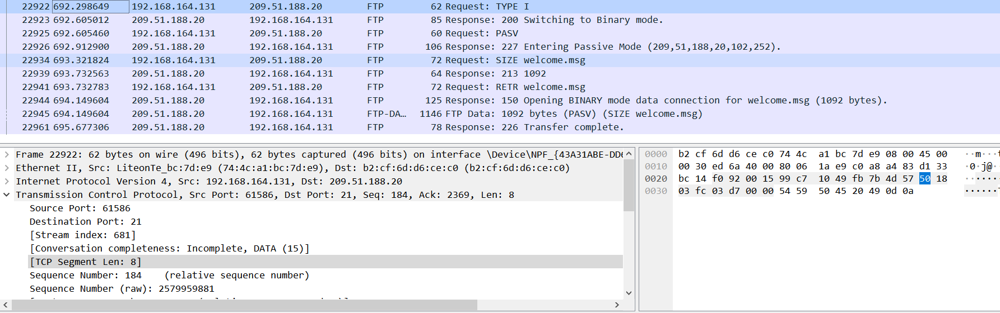 22922 692.298649 192.168.164.131 209.51.188.20 FTP 62 Request: TYPE I
22923 692.605012 209.51.188.20 192.168.164.131 FTP 85 Response: 200 Switching to Binary mode.
22925 692.605460 192.168.164.131 209.51.188.20 FTP 60 Request: PASV
22926 692.912900 209.51.188.20 192.168.164.131 FTP 106 Response: 227 Entering Passive Mode (209,51,188,20,102,252).
22934 693.321824 192.168.164.131 209.51.188.20 FTP 72 Request: SIZE welcome.msg
22939 693.732563 209.51.188.20 192.168.164.131 FTP 64 Response: 213 1092
22941 693.732783 192.168.164.131 209.51.188.20 FTP 72 Request: RETR welcome.msg
22944 694.149604 209.51.188.20 192.168.164.131 FTP 125 Response: 150 Opening BINARY mode data connection for welcome.msg (1092 bytes).
22945 694.149604 209.51.188.20 192.168.164.131 FTP-DA… 1146 FTP Data: 1092 bytes (PASV) (SIZE welcome.msg)
22961 695.677306 209.51.188.20 192.168.164.131 FTP 78 Response: 226 Transfer complete.
Frame 22922: 62 bytes on wire (496 bits), 62 bytes captured (496 bits) on interface \Device\NPF_{43A31ABE-DD
Ethernet II, Src: LiteonTe_bc:7d:e9 (74:4c:a1:bc:7d:e9), Dst: b2:cf:6d:d6:ce:c0 (b2:cf:6d:d6:ce:c0)
Internet Protocol Version 4, Src: 192.168.164.131, Dst: 209.51.188.20
Transmission Control Protocol, Src Port: 61586, Dst Port: 21, Seq: 184, Ack: 2369, Len: 8
Source Port: 61586
Destination Port: 21
[Stream index: 681]
[Conversation completeness: Incomplete, DATA (15)]
[TCP Segment Len: 8]
Sequence Number: 184 (relative sequence number)
Sequence Number (raw): 2579959881
0000 b2 cf 6d d6 ce c0 74 4c a1 bc 7d e9 08 00 45 00 ··m···t
0010 00 30 ed 6a 40 00 80 06 1a e9 c0 a8 a4 83 d1 33 ·0·j@·
0020 bc 14 f0 92 00 15 99 c7 10 49 fb 7b 4d 57 50 18 ······
0030 03 fc 03 d7 00 00 54 59 50 45 20 49 0d 0a ······T